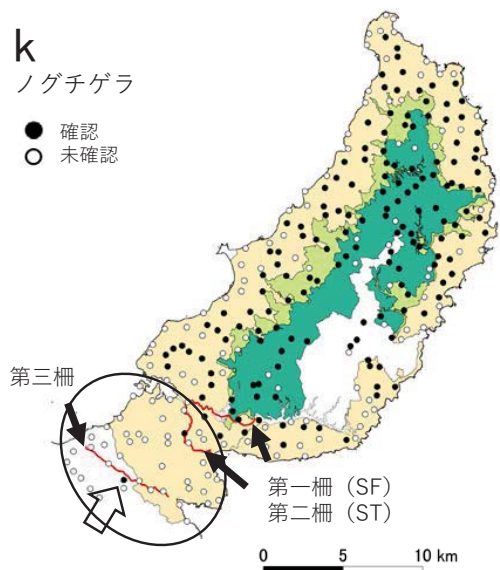 k
ノグチゲラ
確認
未確認
第三柵
第一柵（SF）
第二柵（ST）
0 5 10 km